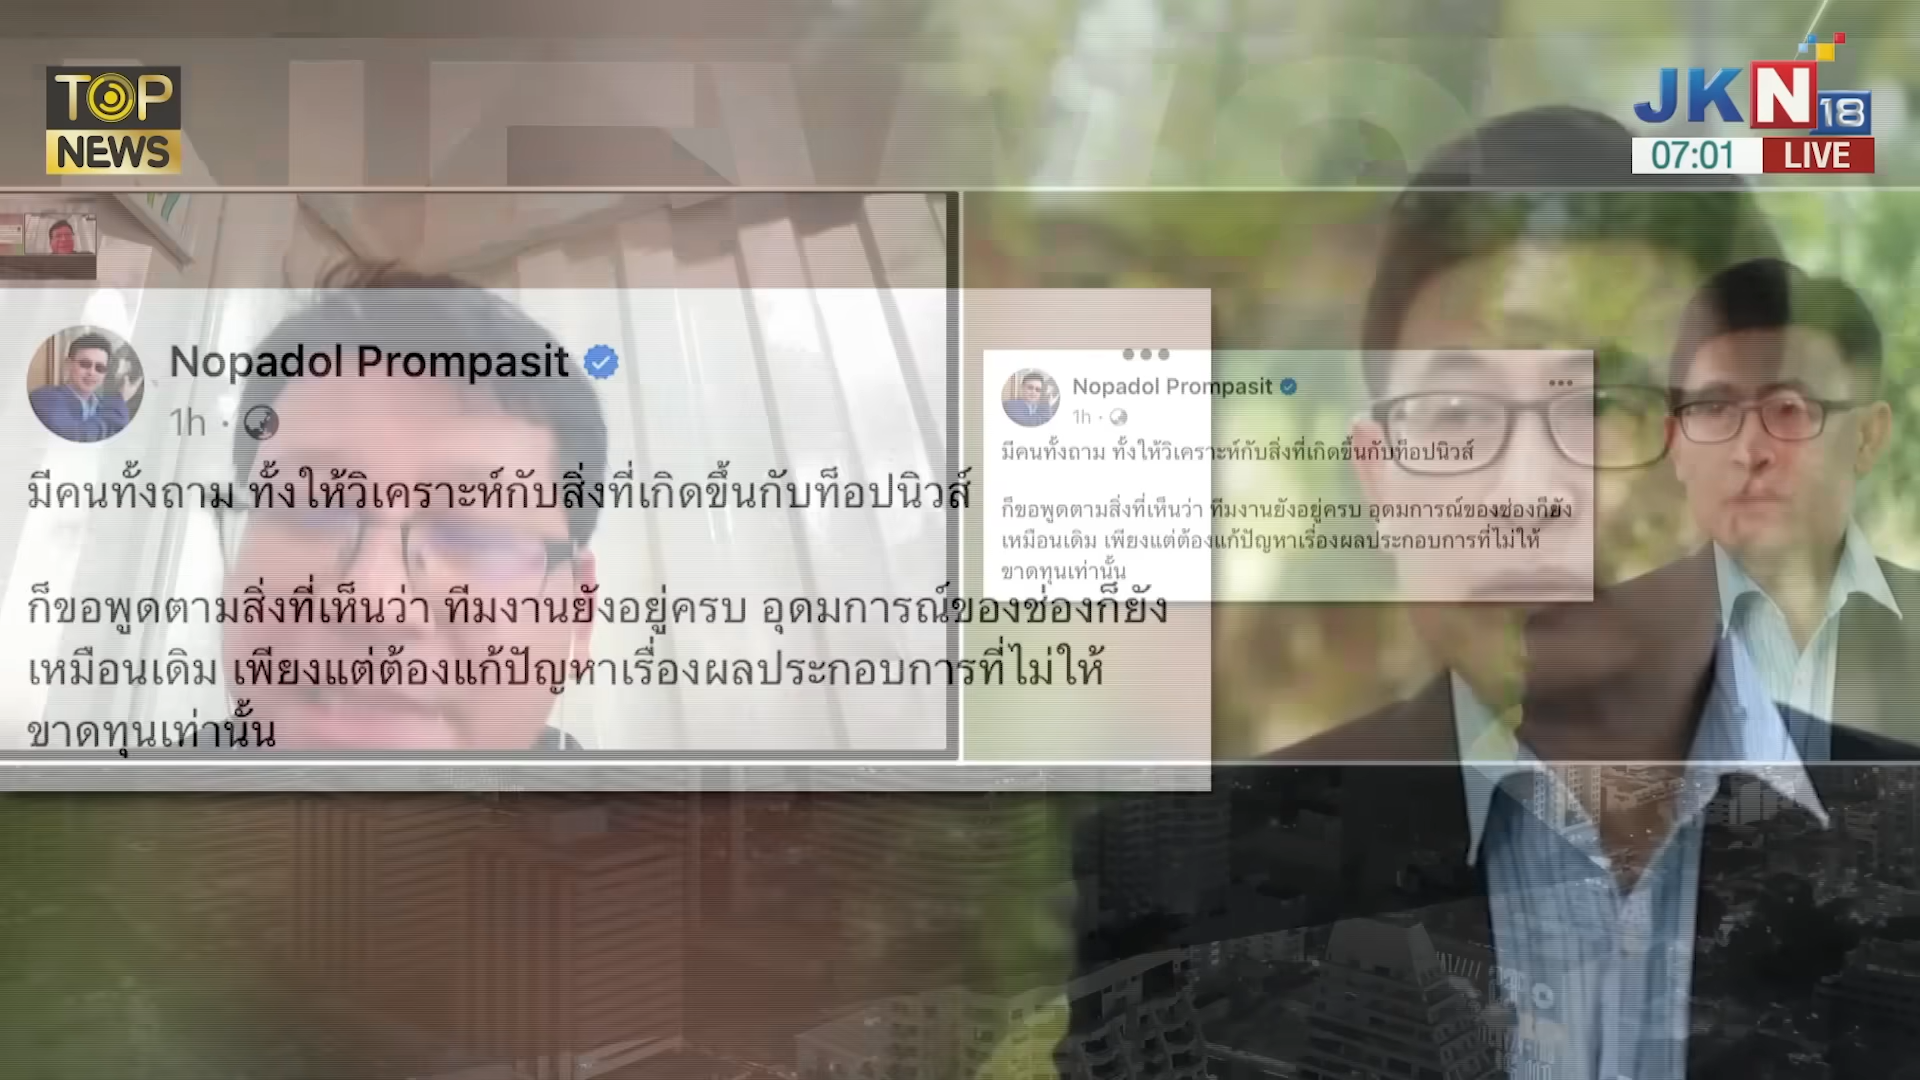 TOP
NEWS
JKN18
07:01 LIVE
Nopadol Prompasit
1h
มีคนทั้งถาม ทั้งให้วิเคราะห์กับสิ่งที่เกิดขึ้นกับท็อปนิวส์
ก็ขอพูดตามสิ่งที่เห็นว่า ทีมงานยังอยู่ครบ อุดมการณ์ของช่องก็ยัง
เหมือนเดิม เพียงแต่ต้องแก้ปัญหาเรื่องผลประกอบการที่ไม่ให้
ขาดทุนเท่านั้น
Nopadol Prompasit
1h
มีคนทั้งถาม ทั้งให้วิเคราะห์กับสิ่งที่เกิดขึ้นกับท็อปนิวส์
ก็ขอพูดตามสิ่งที่เห็นว่า ทีมงานยังอยู่ครบ อุดมการณ์ของช่องก็ยัง
เหมือนเดิม เพียงแต่ต้องแก้ปัญหาเรื่องผลประกอบการที่ไม่ให้
ขาดทุนเท่านั้น